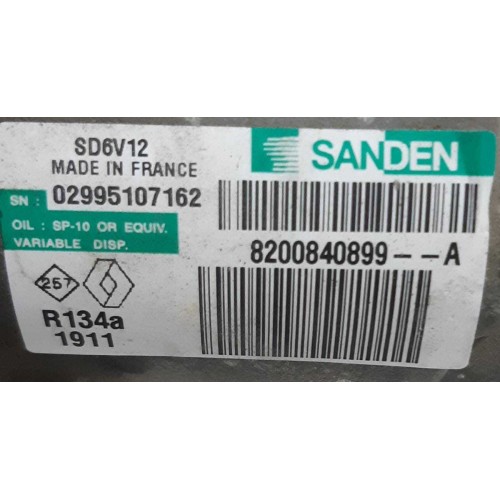 SD6V12
MADE IN FRANCE
SANDEN
SN : 02995107162
OIL : SP-10 OR EQUIV.
VARIABLE DISP.
8200840899--A
257
R134a
1911